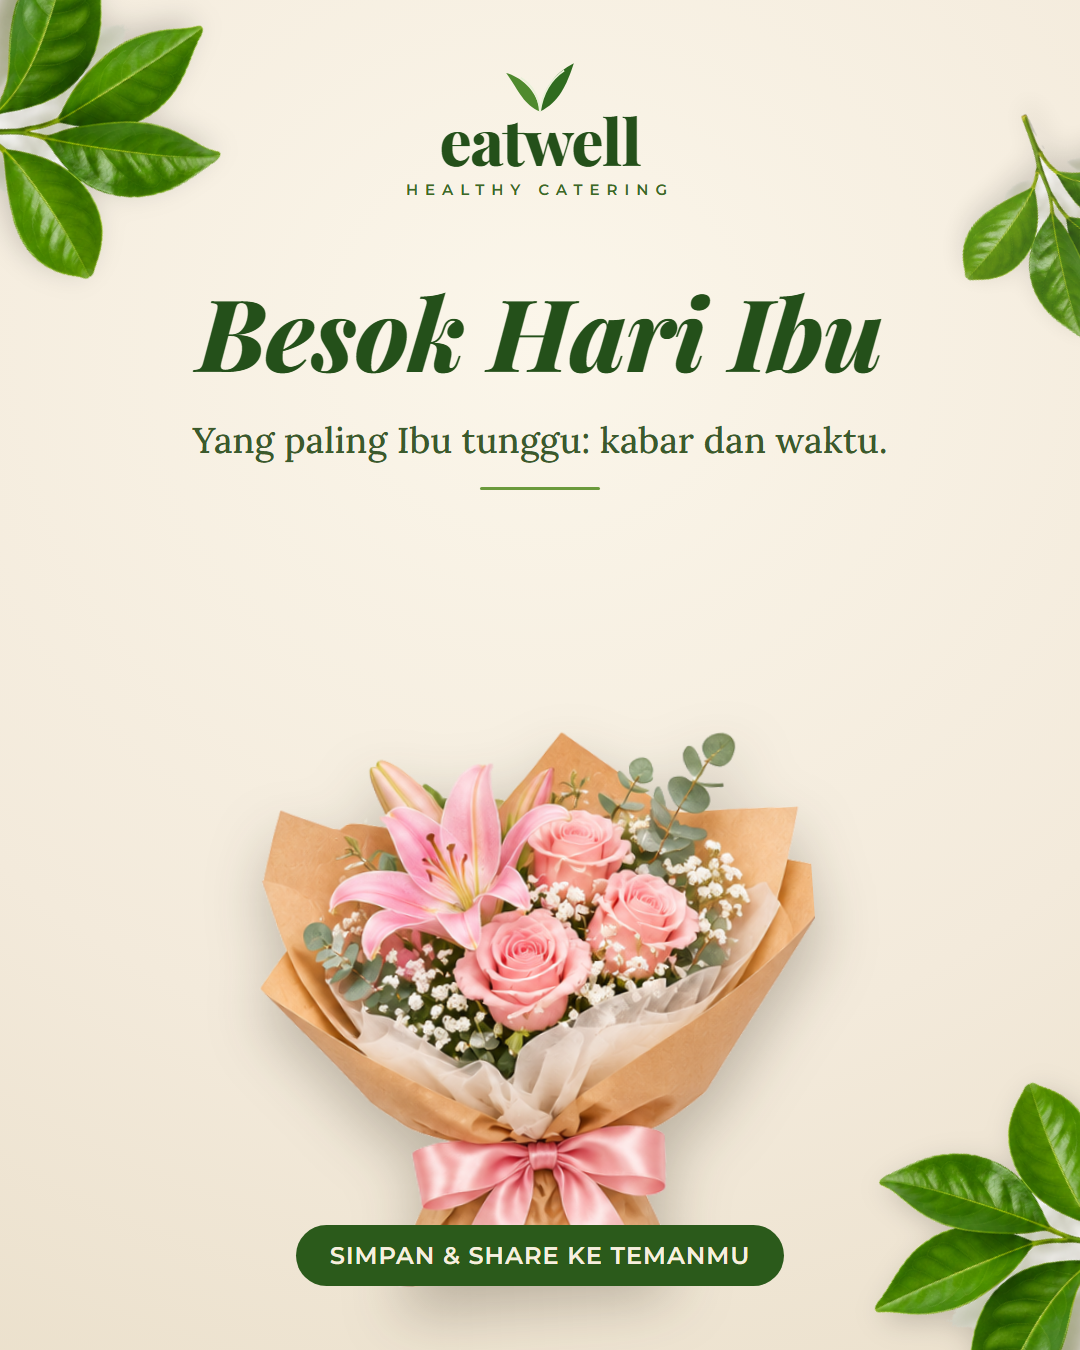 eatwell
HEALTHY CATERING
Besok Hari Ibu
Yang paling Ibu tunggu: kabar dan waktu.
SIMPAN & SHARE KE TEMANMU